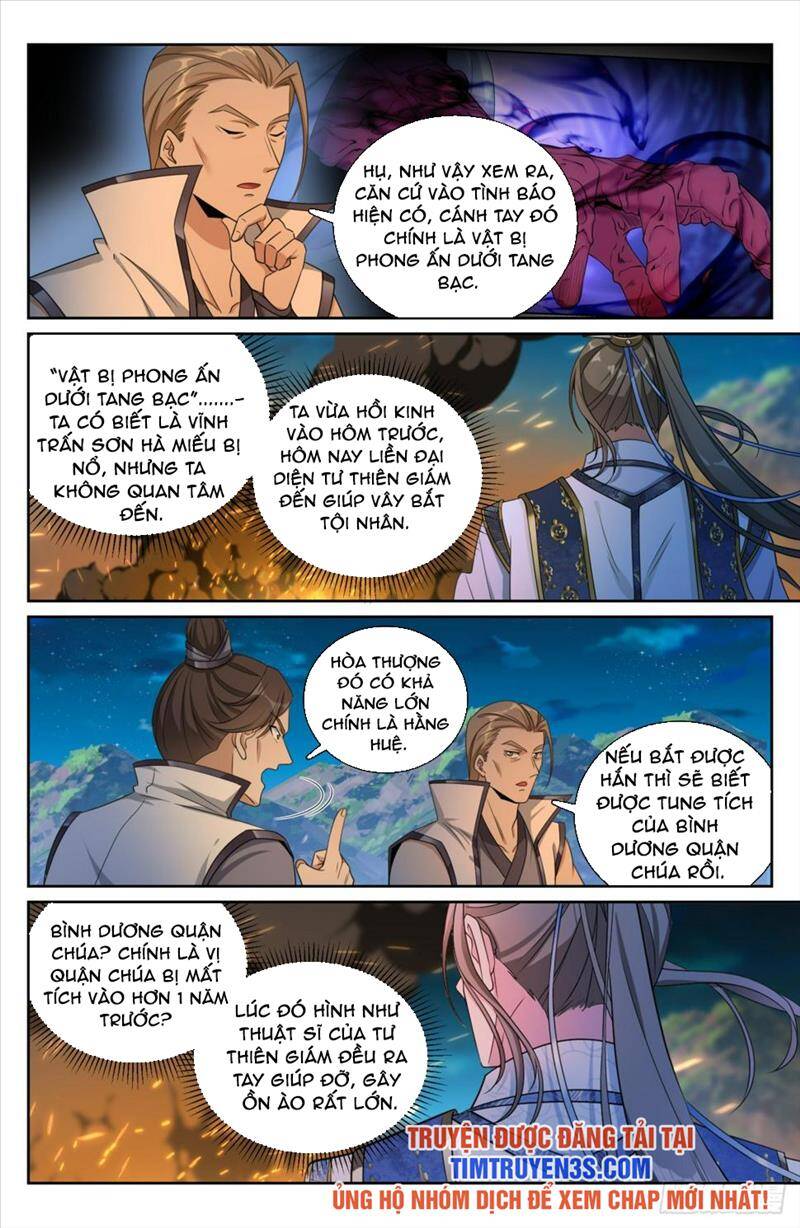 HỤ, NHƯ VẬY XEM RA,
CĂN CỨ VÀO TÌNH BÁO
HIỆN CÓ, CÁNH TAY ĐÓ
CHÍNH LÀ VẬT BỊ
PHONG ẤN DƯỚI TANG
BẠC.
"VẬT BỊ PHONG ẤN
DƯỚI TANG BẠC".......-
TA CÓ BIẾT LÀ VĨNH
TRẤN SƠN HÀ MIẾU BỊ
NỔ, NHƯNG TA
KHÔNG QUAN TÂM
ĐẾN.
TA VỪA HỒI KINH
VÀO HÔM TRƯỚC,
HÔM NAY LIỀN ĐẠI
DIỆN TƯ THIÊN GIÁM
ĐẾN GIÚP VÂY BẮT
TỘI NHÂN.
HÒA THƯỢNG
ĐÓ CÓ KHẢ
NĂNG LỚN
CHÍNH LÀ HẰNG
HUỆ.
NẾU BẮT ĐƯỢC
HẮN THÌ SẼ BIẾT
ĐƯỢC TUNG TÍCH
CỦA BÌNH
DƯƠNG QUẬN
CHÚA RỒI.
BÌNH DƯƠNG QUẬN
CHÚA? CHÍNH LÀ VỊ
QUẬN CHÚA BỊ MẤT
TÍCH VÀO HƠN 1 NĂM
TRƯỚC?
LÚC ĐÓ HÌNH NHƯ
THUẬT SĨ CỦA TƯ
THIÊN GIÁM ĐỀU RA
TAY GIÚP ĐỠ, GÂY
ỒN ÀO RẤT LỚN.
TRUYỆN ĐƯỢC ĐĂNG TẢI TẠI
TIMTRUYEN3S.COM
ỦNG HỘ NHÓM DỊCH ĐỂ XEM CHAP MỚI NHẤT!